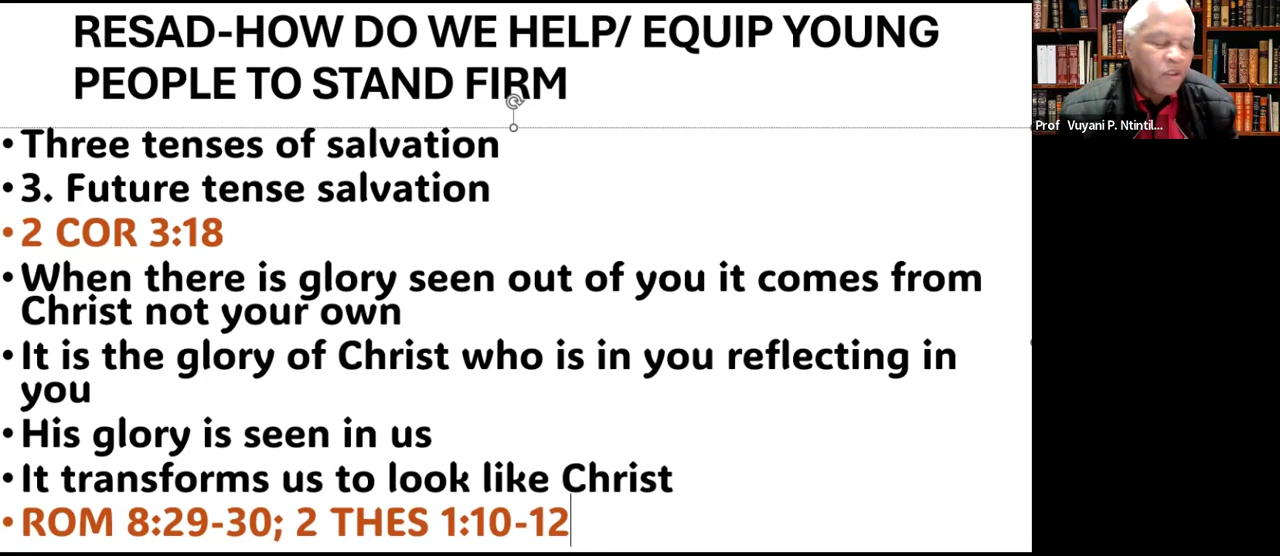 RESAD-HOW DO WE HELP/ EQUIP YOUNG
PEOPLE TO STAND FIRM
• Three tenses of salvation
• 3. Future tense salvation
• 2 COR 3:18
• When there is glory seen out of you it comes from
Christ not your own
• It is the glory of Christ who is in you reflecting in
you
• His glory is seen in us
• It transforms us to look like Christ
• ROM 8:29-30; 2 THES 1:10-12
Prof Vuyani P. Ntintil...